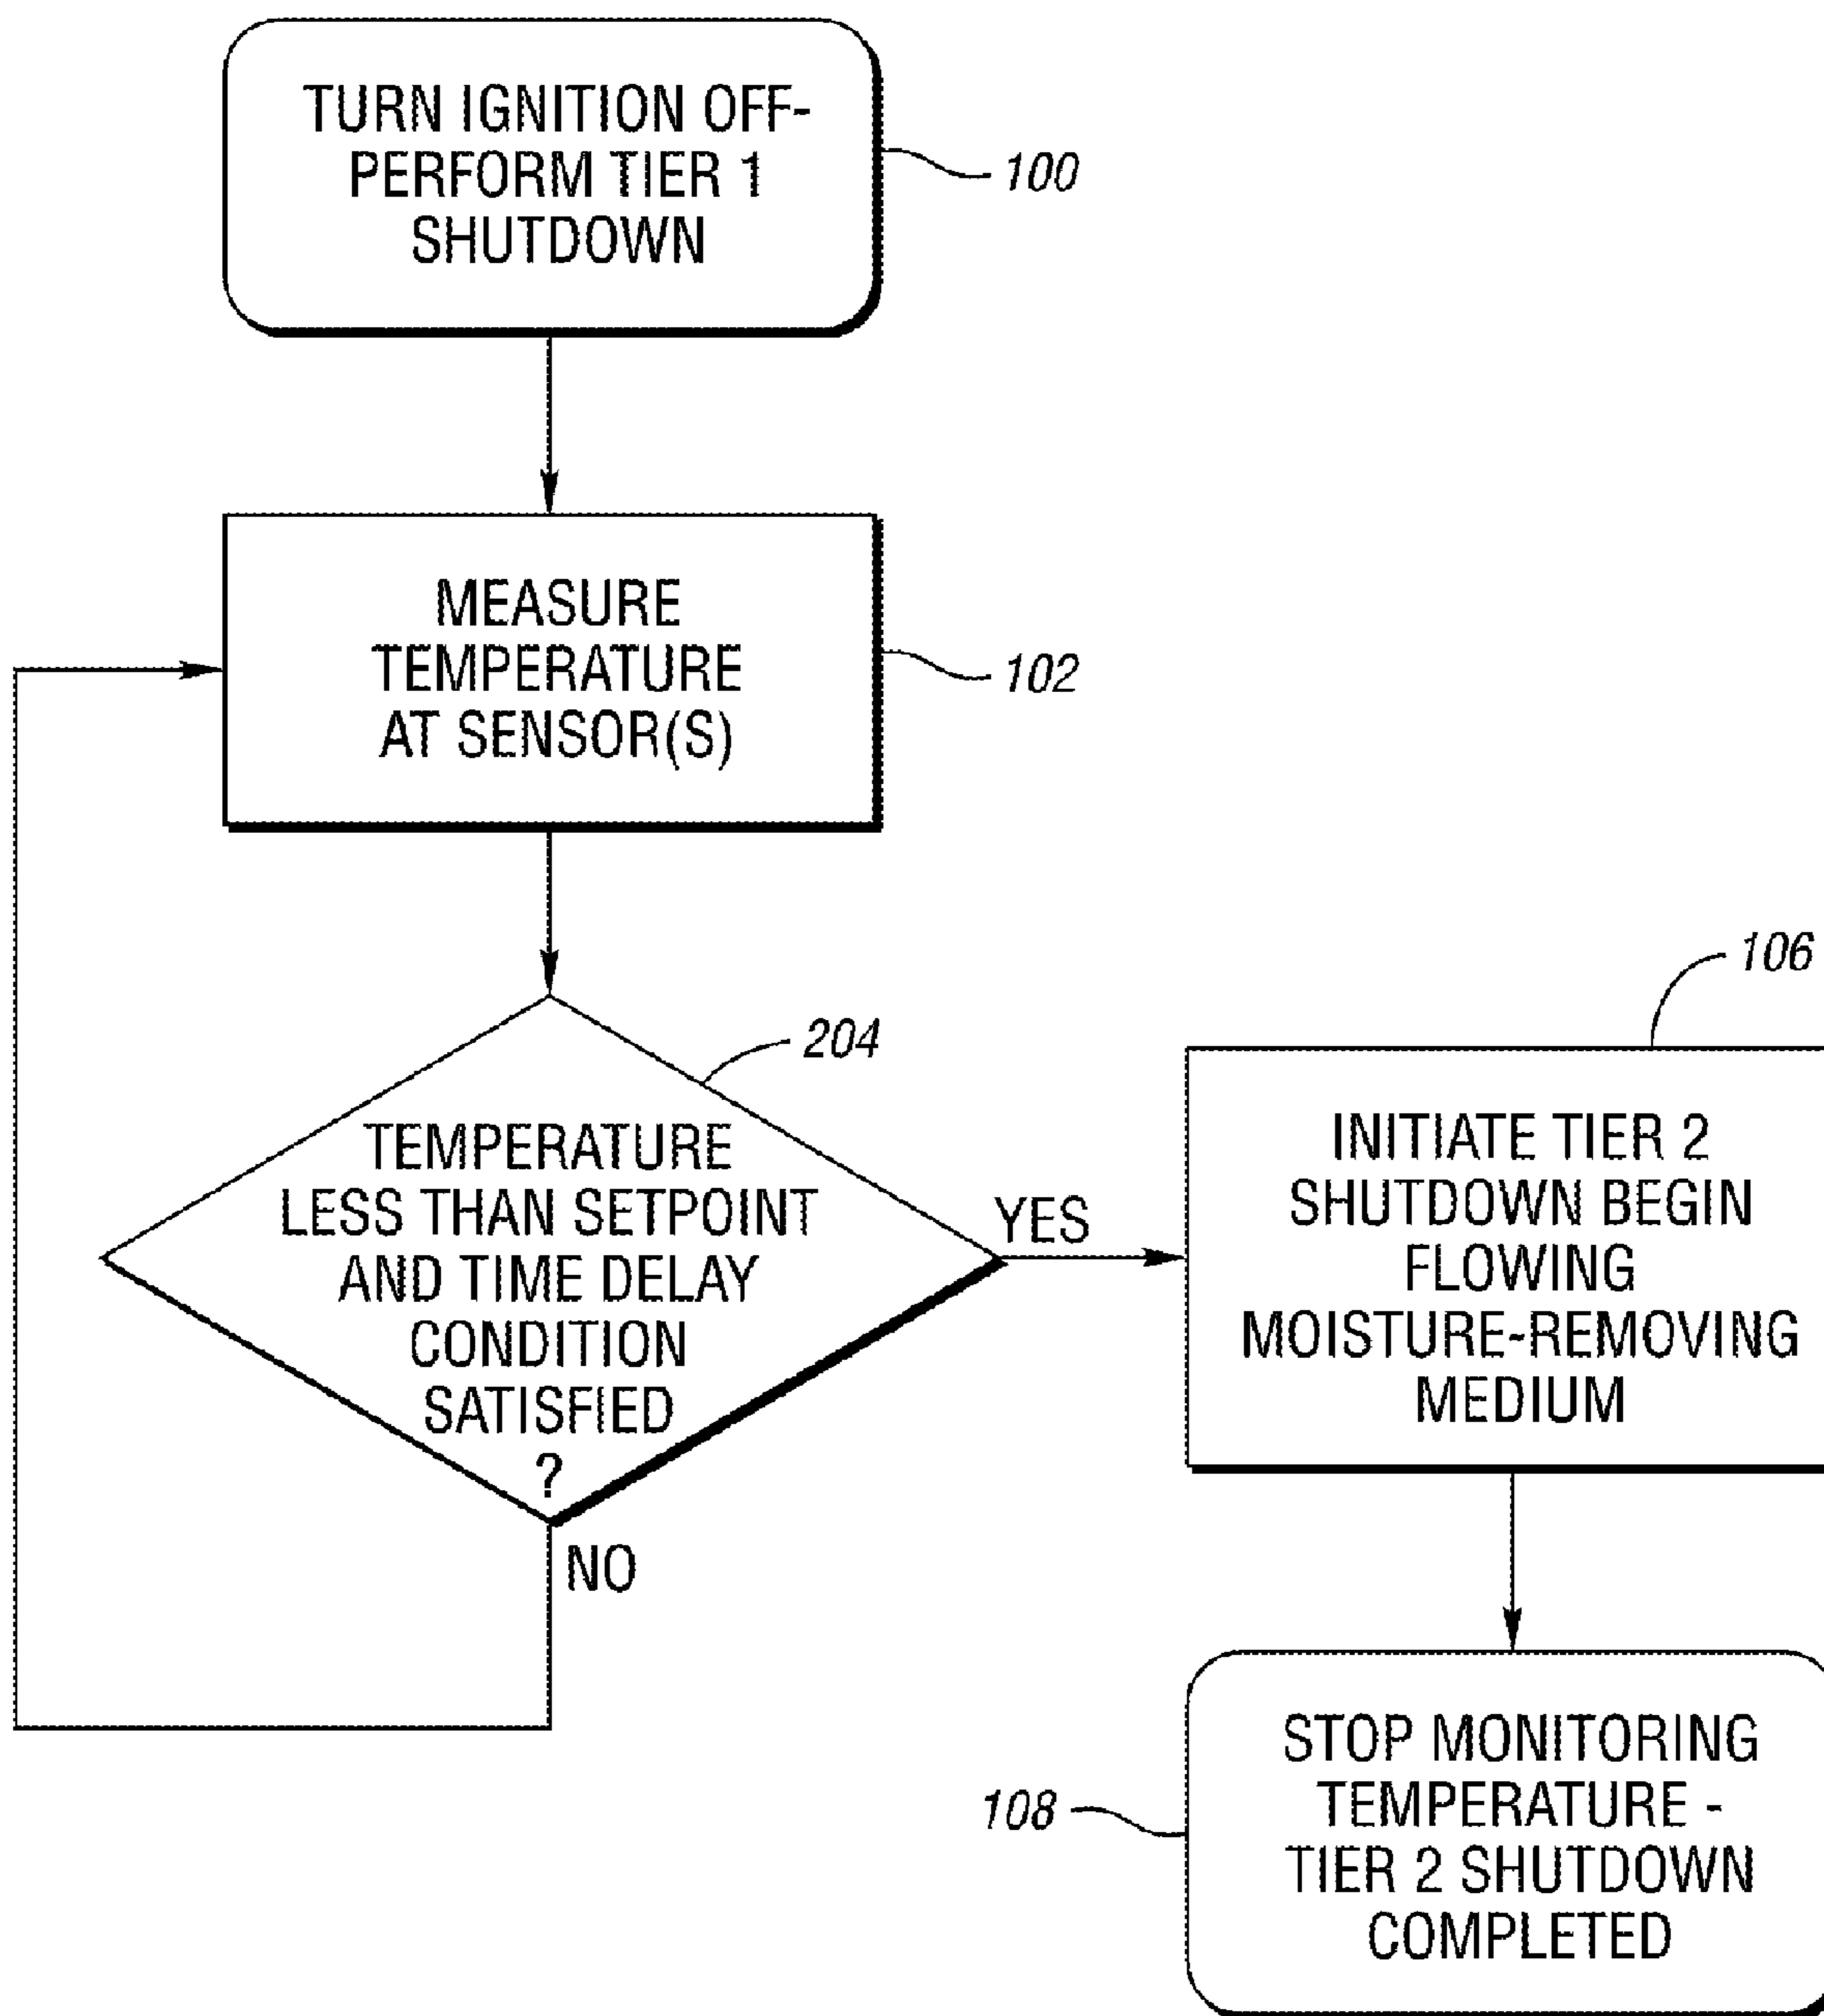 TURN IGNITION OFF-
PERFORM TIER 1
SHUTDOWN
100
MEASURE
TEMPERATURE
AT SENSOR(S)
102
204
TEMPERATURE
LESS THAN SETPOINT
AND TIME DELAY
CONDITION
SATISFIED
?
YES
NO
106
INITIATE TIER 2
SHUTDOWN BEGIN
FLOWING
MOISTURE-REMOVING
MEDIUM
108
STOP MONITORING
TEMPERATURE -
TIER 2 SHUTDOWN
COMPLETED